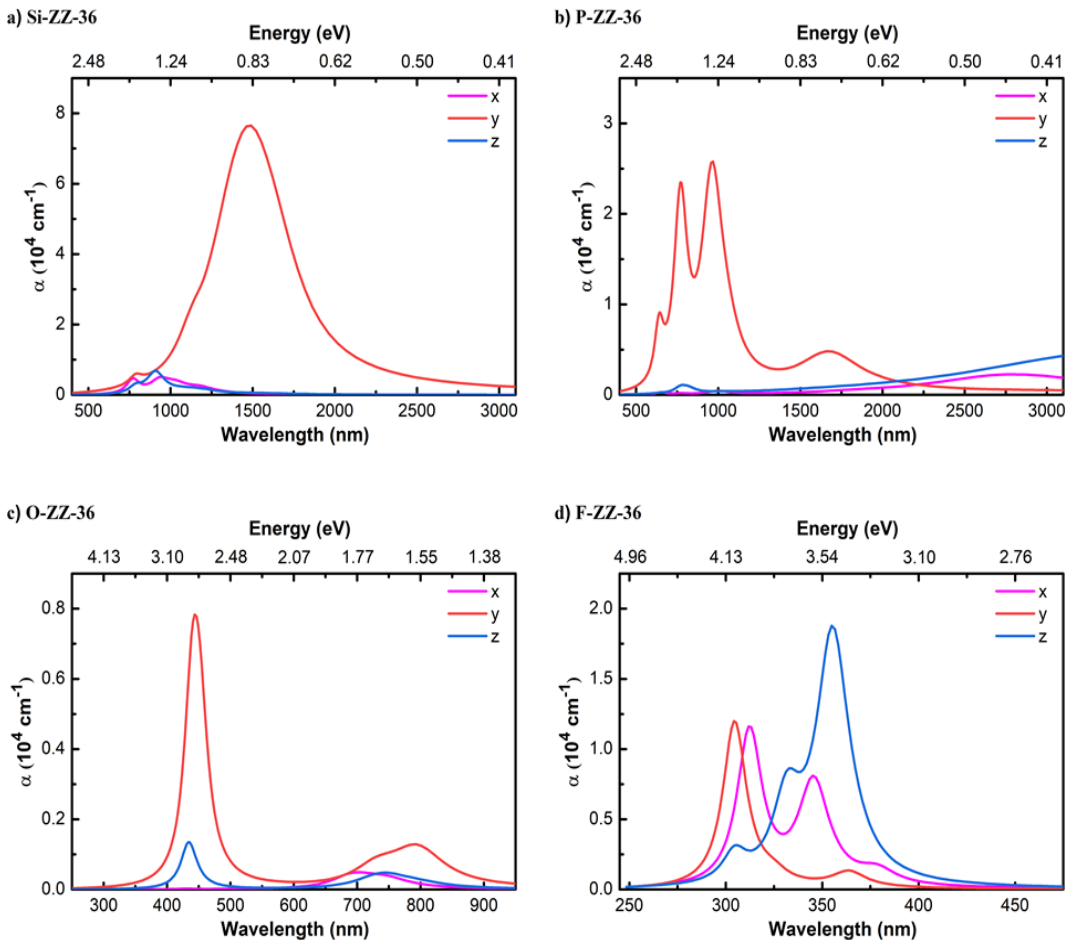 a) Si-ZZ-36
Energy (eV)
2.48 1.24 0.83 0.62 0.50 0.41
x
y
z
8
6
4
2
0
α (10⁴ cm⁻¹)
500 1000 1500 2000 2500 3000
Wavelength (nm)
b) P-ZZ-36
Energy (eV)
2.48 1.24 0.83 0.62 0.50 0.41
x
y
z
3
2
1
0
α (10⁴ cm⁻¹)
500 1000 1500 2000 2500 3000
Wavelength (nm)
c) O-ZZ-36
Energy (eV)
4.13 3.10 2.48 2.07 1.77 1.55 1.38
x
y
z
0.8
0.6
0.4
0.2
0.0
α (10⁴ cm⁻¹)
300 400 500 600 700 800 900
Wavelength (nm)
d) F-ZZ-36
Energy (eV)
4.96 4.13 3.54 3.10 2.76
x
y
z
2.0
1.5
1.0
0.5
0.0
α (10⁴ cm⁻¹)
250 300 350 400 450
Wavelength (nm)